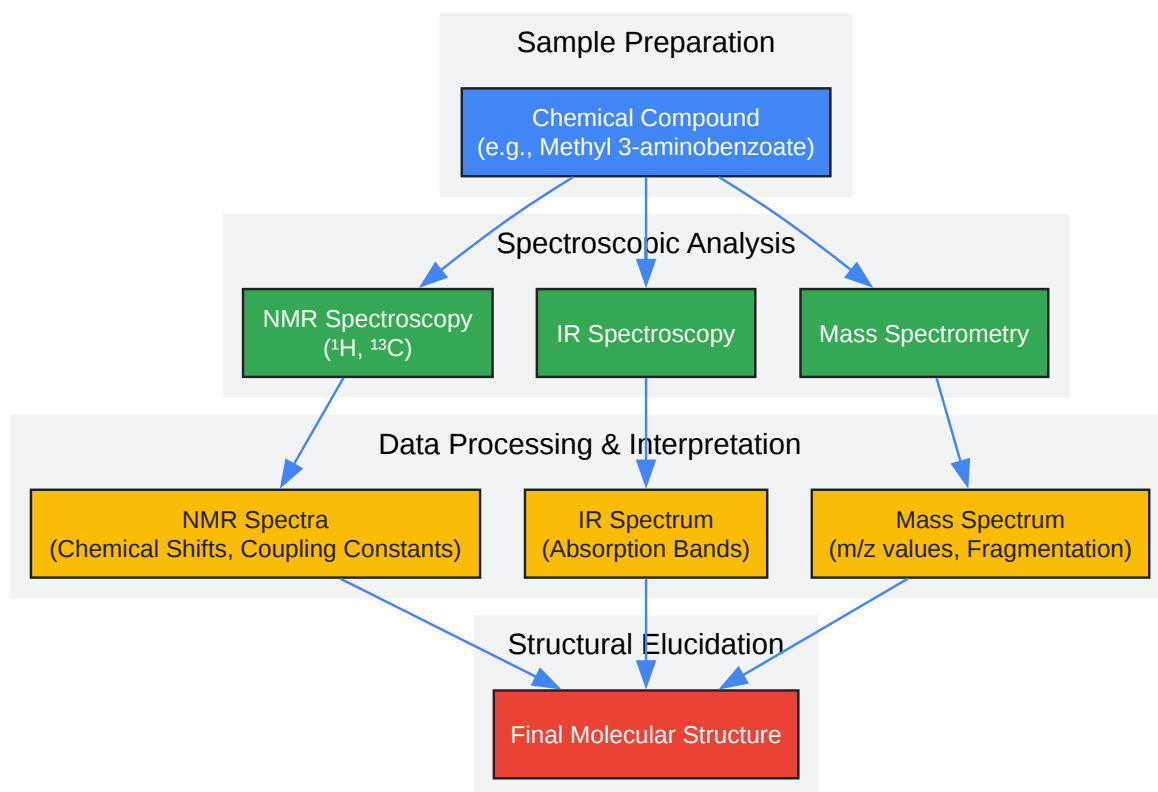 Sample Preparation
Chemical Compound
(e.g., Methyl 3-aminobenzoate)
Spectroscopic Analysis
NMR Spectroscopy
(¹H, ¹³C)
IR Spectroscopy
Mass Spectrometry
Data Processing & Interpretation
NMR Spectra
(Chemical Shifts, Coupling Constants)
IR Spectrum
(Absorption Bands)
Mass Spectrum
(m/z values, Fragmentation)
Structural Elucidation
Final Molecular Structure